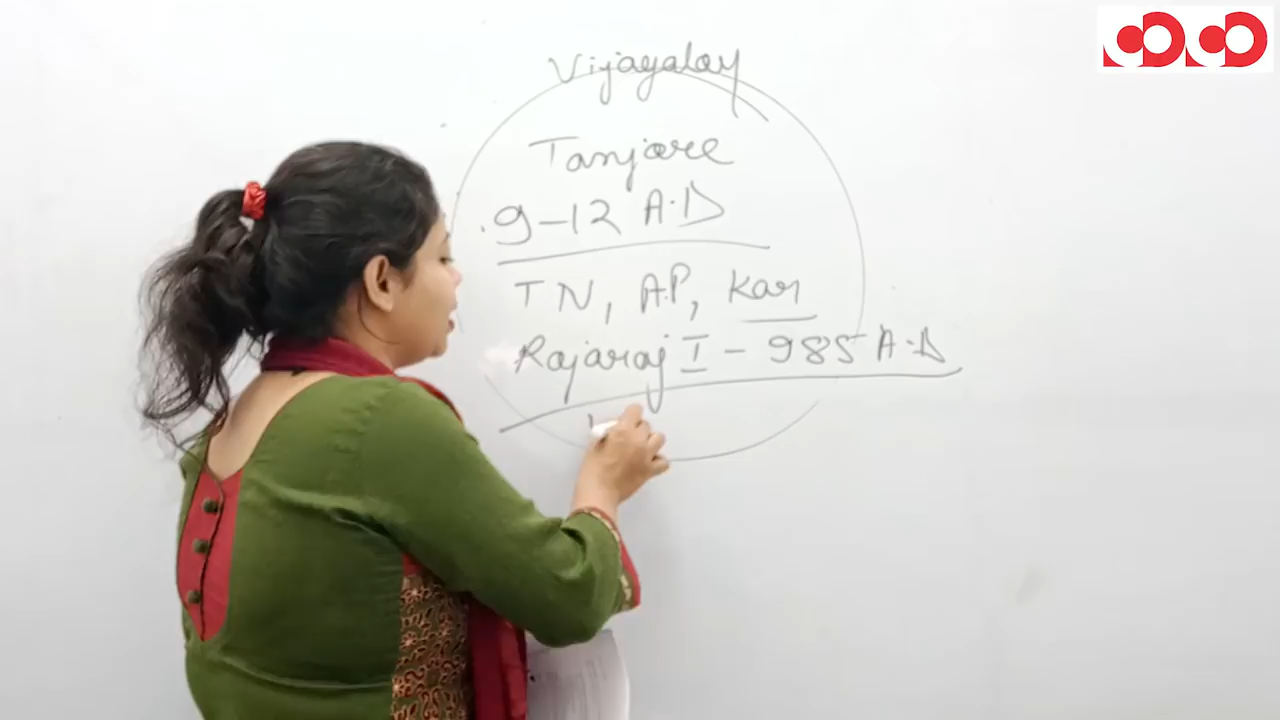 Vijayalay
Tanjore
9-12 A.D
TN, A.P, Kar
Rajaraj I - 985 A.D